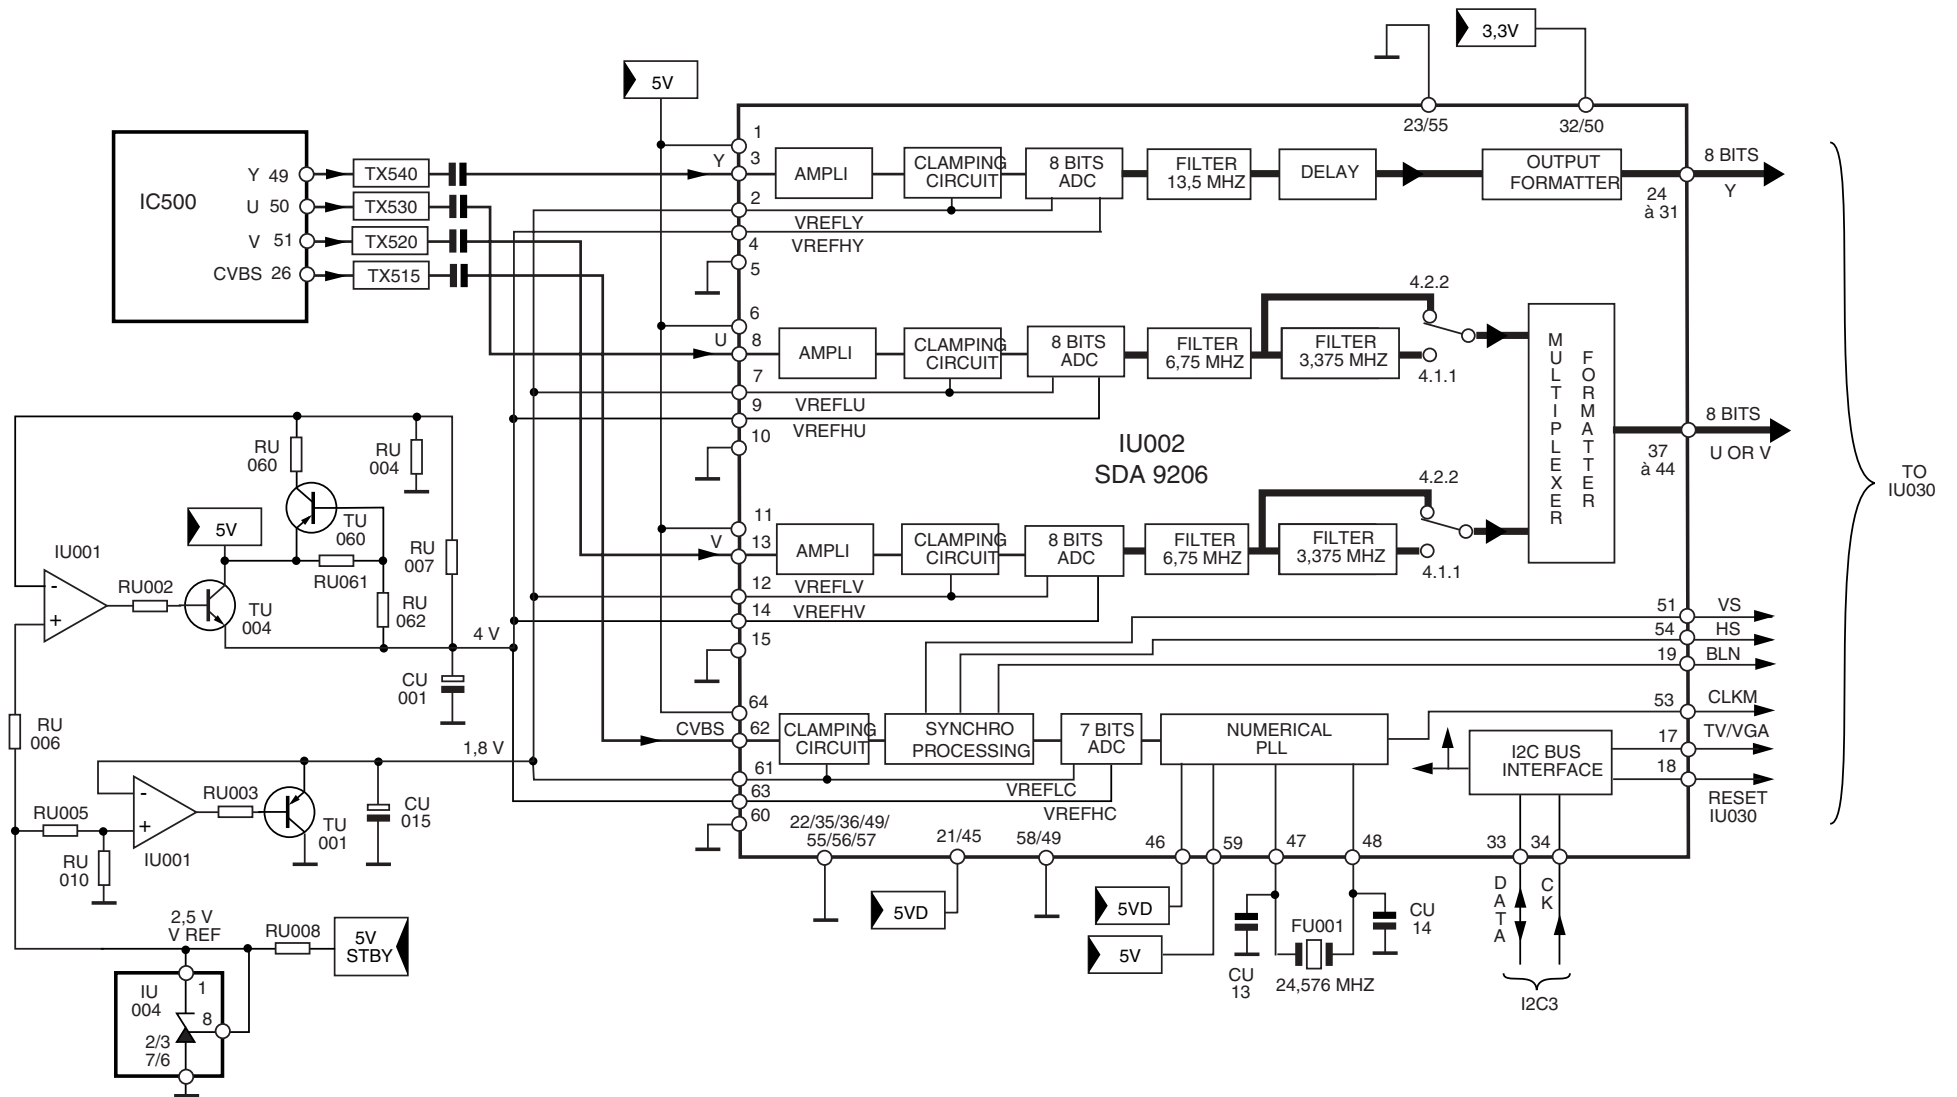 3,3V
5V
23/55
32/50
IC500
Y 49
U 50
V 51
CVBS 26
TX540
TX530
TX520
TX515
1
Y 3
2
VREFLY
4
VREFHY
5
AMPLI
CLAMPING
CIRCUIT
8 BITS
ADC
FILTER
13,5 MHZ
DELAY
OUTPUT
FORMATTER
24
à 31
8 BITS
Y
6
U 8
7
VREFLU
9
VREFHU
10
AMPLI
CLAMPING
CIRCUIT
8 BITS
ADC
FILTER
6,75 MHZ
FILTER
3,375 MHZ
4.2.2
4.1.1
MULTIPLEXER
FORMATTER
37
à 44
8 BITS
U OR V
IU002
SDA 9206
TO
IU030
11
V 13
12
VREFLV
14
VREFHV
15
AMPLI
CLAMPING
CIRCUIT
8 BITS
ADC
FILTER
6,75 MHZ
FILTER
3,375 MHZ
4.2.2
4.1.1
RU
060
RU
004
5V
TU
060
RU061
RU
007
RU
062
IU001
-
+
RU002
TU
004
4 V
CU
001
RU
006
1,8 V
RU005
-
+
RU003
IU001
TU
001
CU
015
RU
010
2,5 V
V REF
RU008
5V
STBY
IU
004
1
8
2/3
7/6
64
CVBS 62
61
VREFLC
63
VREFHC
60
CLAMPING
CIRCUIT
SYNCHRO
PROCESSING
7 BITS
ADC
NUMERICAL
PLL
I2C BUS
INTERFACE
51 VS
54 HS
19 BLN
53 CLKM
17 TV/VGA
18
RESET
IU030
22/35/36/49/
55/56/57
21/45
58/49
46
59
47
48
33
34
5VD
5VD
5V
CU
13
FU001
24,576 MHZ
CU
14
DATA
CK
I2C3